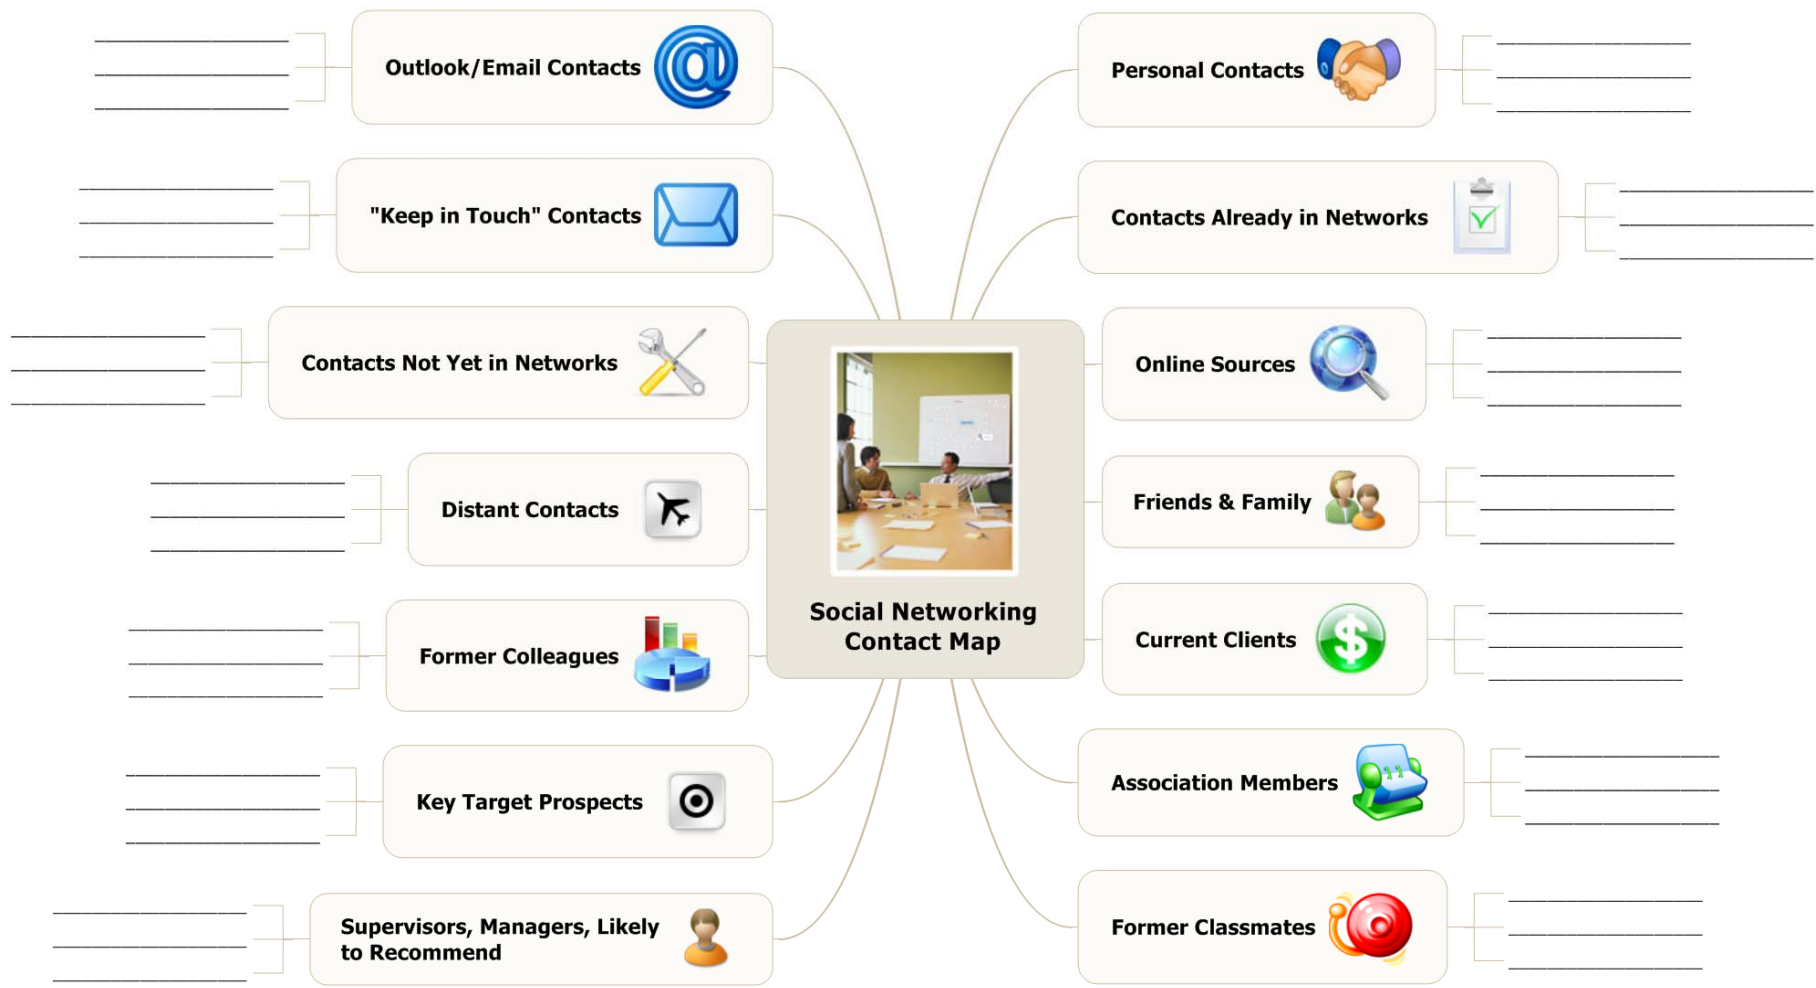 Outlook/Email Contacts
"Keep in Touch" Contacts
Contacts Not Yet in Networks
Distant Contacts
Former Colleagues
Key Target Prospects
Supervisors, Managers, Likely
to Recommend
Social Networking
Contact Map
Personal Contacts
Contacts Already in Networks
Online Sources
Friends & Family
Current Clients
Association Members
Former Classmates